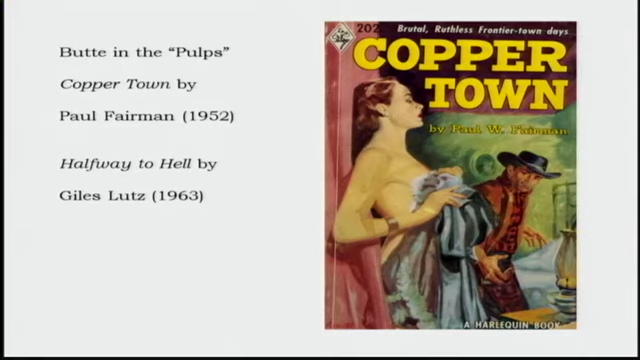 Butte in the “Pulps”
Copper Town by
Paul Fairman (1952)
Halfway to Hell by
Giles Lutz (1963)
202
Brutal, Ruthless Frontier-town days
COPPER
TOWN
by Paul W. Fairman
A HARLEQUIN BOOK